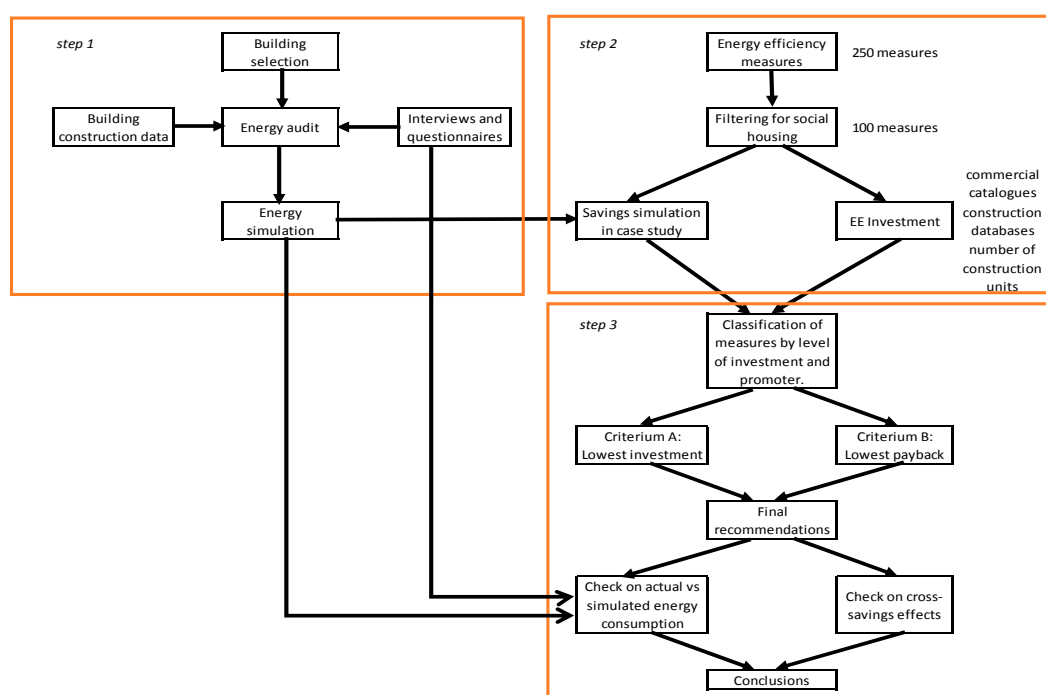 step 1
Building
selection
Building
construction data
Energy audit
Interviews and
questionnaires
Energy
simulation
step 2
Energy efficiency
measures
250 measures
Filtering for social
housing
100 measures
Savings simulation
in case study
EE Investment
commercial
catalogues
construction
databases
number of
construction
units
step 3
Classification of
measures by level
of investment and
promoter.
Criterium A:
Lowest investment
Criterium B:
Lowest payback
Final
recommendations
Check on actual vs
simulated energy
consumption
Check on cross-
savings effects
Conclusions